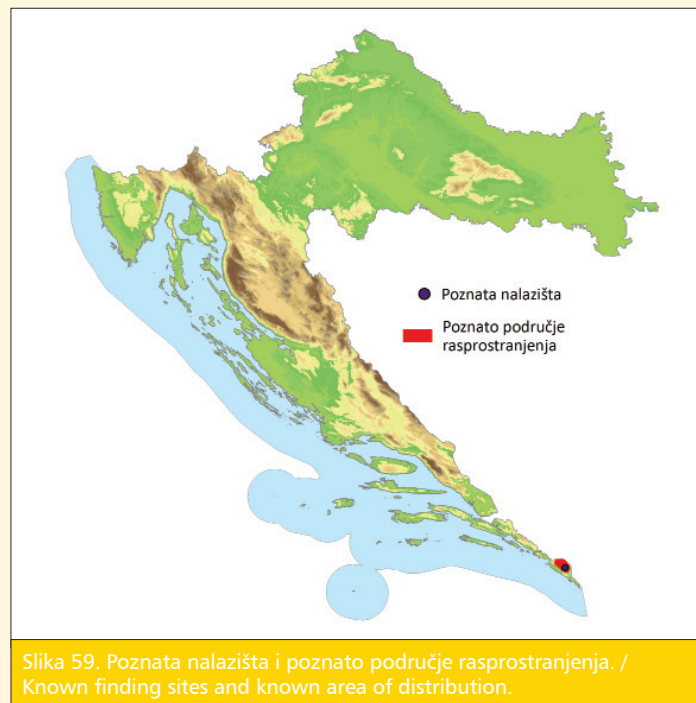 Poznata nalazišta
Poznato područje
rasprostranjenja
Slika 59. Poznata nalazišta i poznato područje rasprostranjenja. /
Known finding sites and known area of distribution.